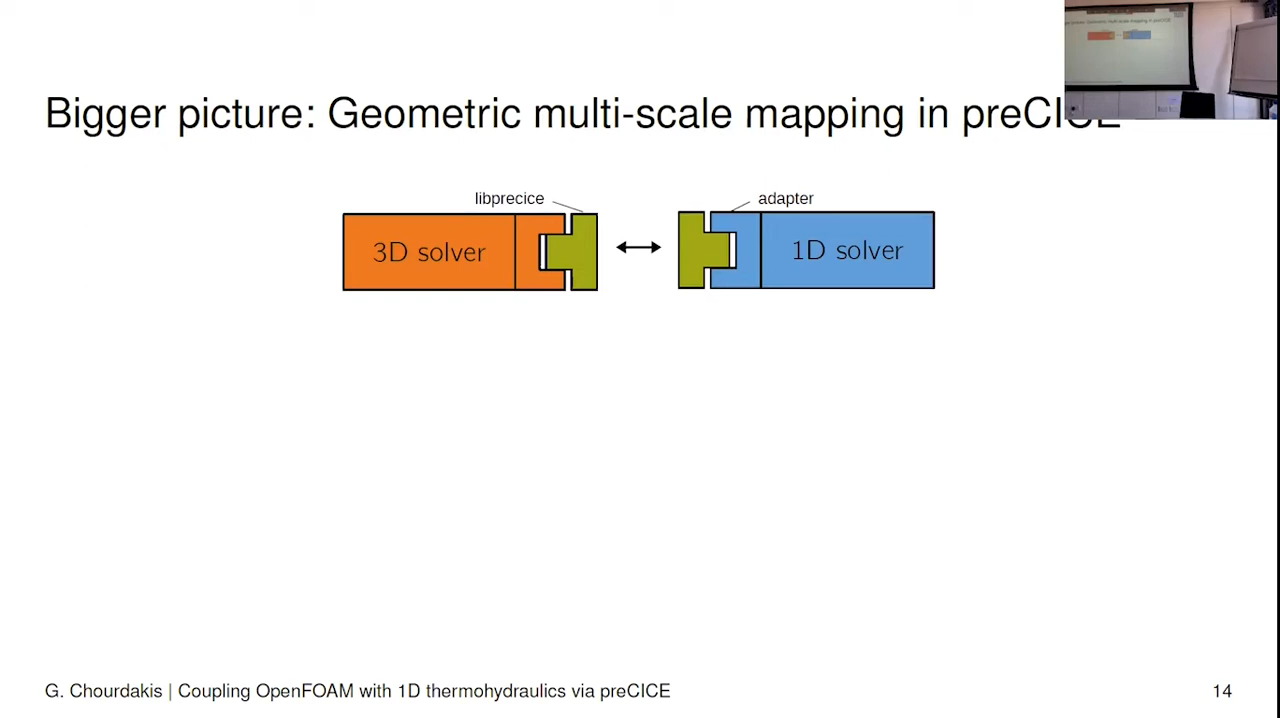 Bigger picture: Geometric multi-scale mapping in preCICE
libprecice
adapter
3D solver
1D solver
G. Chourdakis | Coupling OpenFOAM with 1D thermohydraulics via preCICE
14